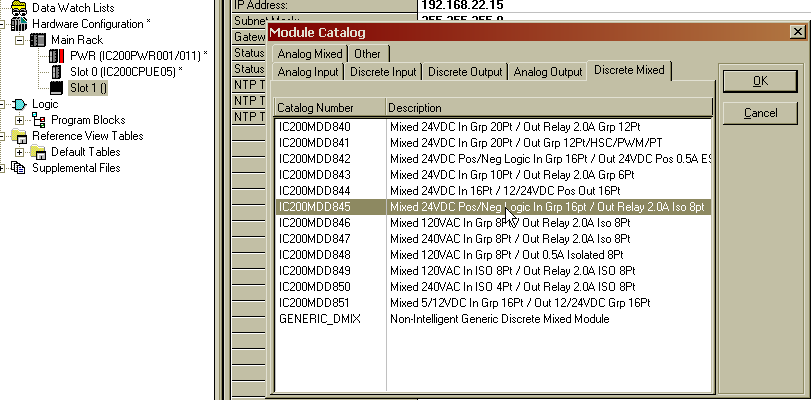 Data Watch Lists
Hardware Configuration *
Main Rack
PWR (IC200PWR001/011) *
Slot 0 (IC200CPUE05) *
Slot 1 ()
Logic
Program Blocks
Reference View Tables
Default Tables
Supplemental Files
IP Address: 192.168.22.15
Subnet Mask: 255.255.255.0
Gatew
Status
Status
NTP T
NTP T
NTP T
Module Catalog
Analog Mixed Other
Analog Input Discrete Input Discrete Output Analog Output Discrete Mixed
Catalog Number Description
IC200MDD840 Mixed 24VDC In Grp 20Pt / Out Relay 2.0A Grp 12Pt
IC200MDD841 Mixed 24VDC In Grp 20Pt / Out Grp 12Pt/HSC/PWM/PT
IC200MDD842 Mixed 24VDC Pos/Neg Logic In Grp 16Pt / Out 24VDC Pos 0.5A ES
IC200MDD843 Mixed 24VDC In Grp 10Pt / Out Relay 2.0A Grp 6Pt
IC200MDD844 Mixed 24VDC In 16Pt / 12/24VDC Pos Out 16Pt
IC200MDD845 Mixed 24VDC Pos/Neg Logic In Grp 16pt / Out Relay 2.0A Iso 8pt
IC200MDD846 Mixed 120VAC In Grp 8Pt / Out Relay 2.0A Iso 8Pt
IC200MDD847 Mixed 240VAC In Grp 8Pt / Out Relay 2.0A Iso 8Pt
IC200MDD848 Mixed 120VAC In Grp 8Pt / Out 0.5A Isolated 8Pt
IC200MDD849 Mixed 120VAC In ISO 8Pt / Out Relay 2.0A ISO 8Pt
IC200MDD850 Mixed 240VAC In ISO 4Pt / Out Relay 2.0A ISO 8Pt
IC200MDD851 Mixed 5/12VDC In Grp 16Pt / Out 12/24VDC Grp 16Pt
GENERIC_DMIX Non-Intelligent Generic Discrete Mixed Module
OK
Cancel